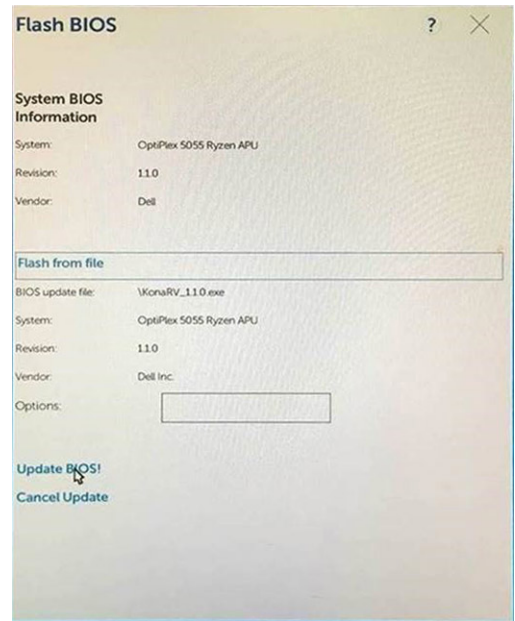 Flash BIOS ?
System BIOS
Information
System: OptiPlex 5055 Ryzen APU
Revision: 1.1.0
Vendor: Dell
Flash from file
BIOS update file: \KonaRV_1.1.0.exe
System: OptiPlex 5055 Ryzen APU
Revision: 1.1.0
Vendor: Dell Inc.
Options:
Update BIOS!
Cancel Update